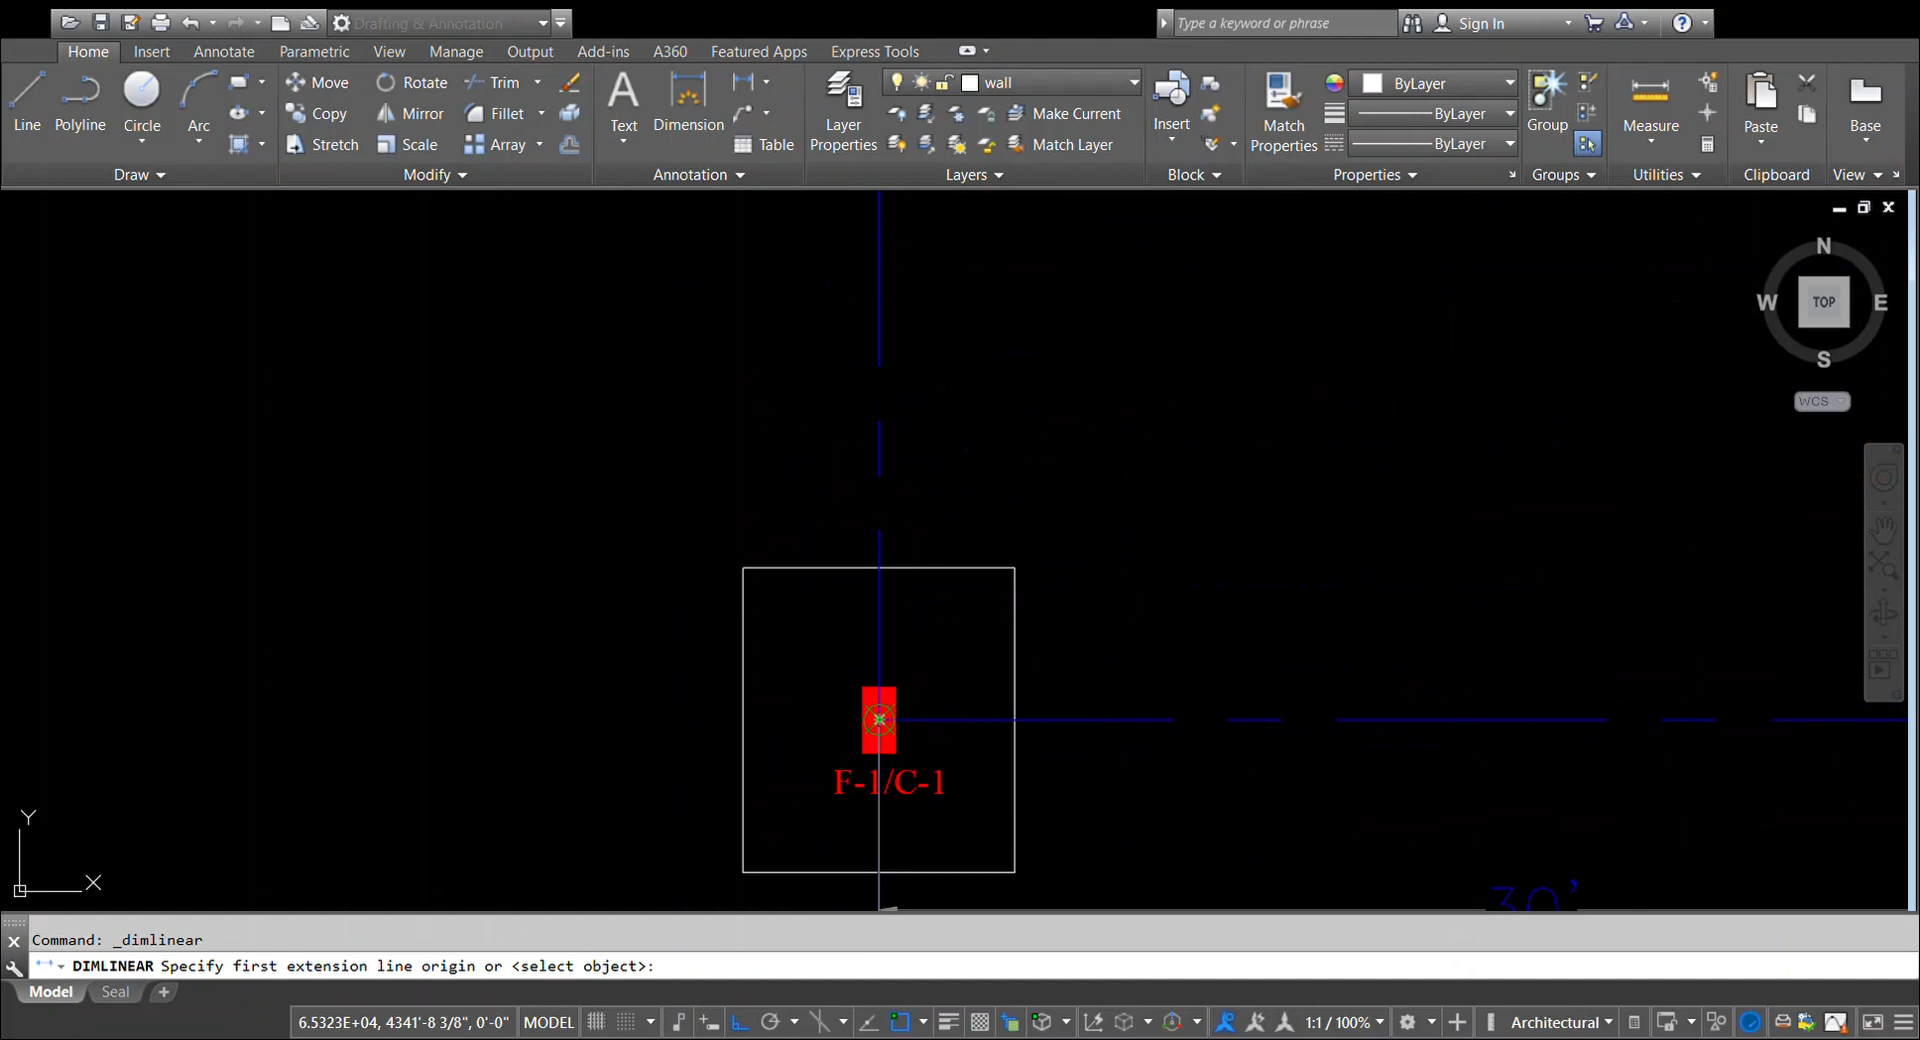 Drafting & Annotation
Type a keyword or phrase
Sign In
Home Insert Annotate Parametric View Manage Output Add-ins A360 Featured Apps Express Tools
Line Polyline Circle Arc
Move Rotate Trim
Copy Mirror Fillet
Stretch Scale Array
Text Dimension Table
Layer Properties
wall
Make Current
Match Layer
Insert
Match Properties
ByLayer
ByLayer
ByLayer
Group
Measure
Paste
Base
Draw Modify Annotation Layers Block Properties Groups Utilities Clipboard View
N
W TOP E
S
WCS
F-1/C-1
30'
Y
X
Command: _dimlinear
DIMLINEAR Specify first extension line origin or <select object>:
Model Seal +
6.5323E+04, 4341'-8 3/8", 0'-0" MODEL 1:1 / 100% Architectural